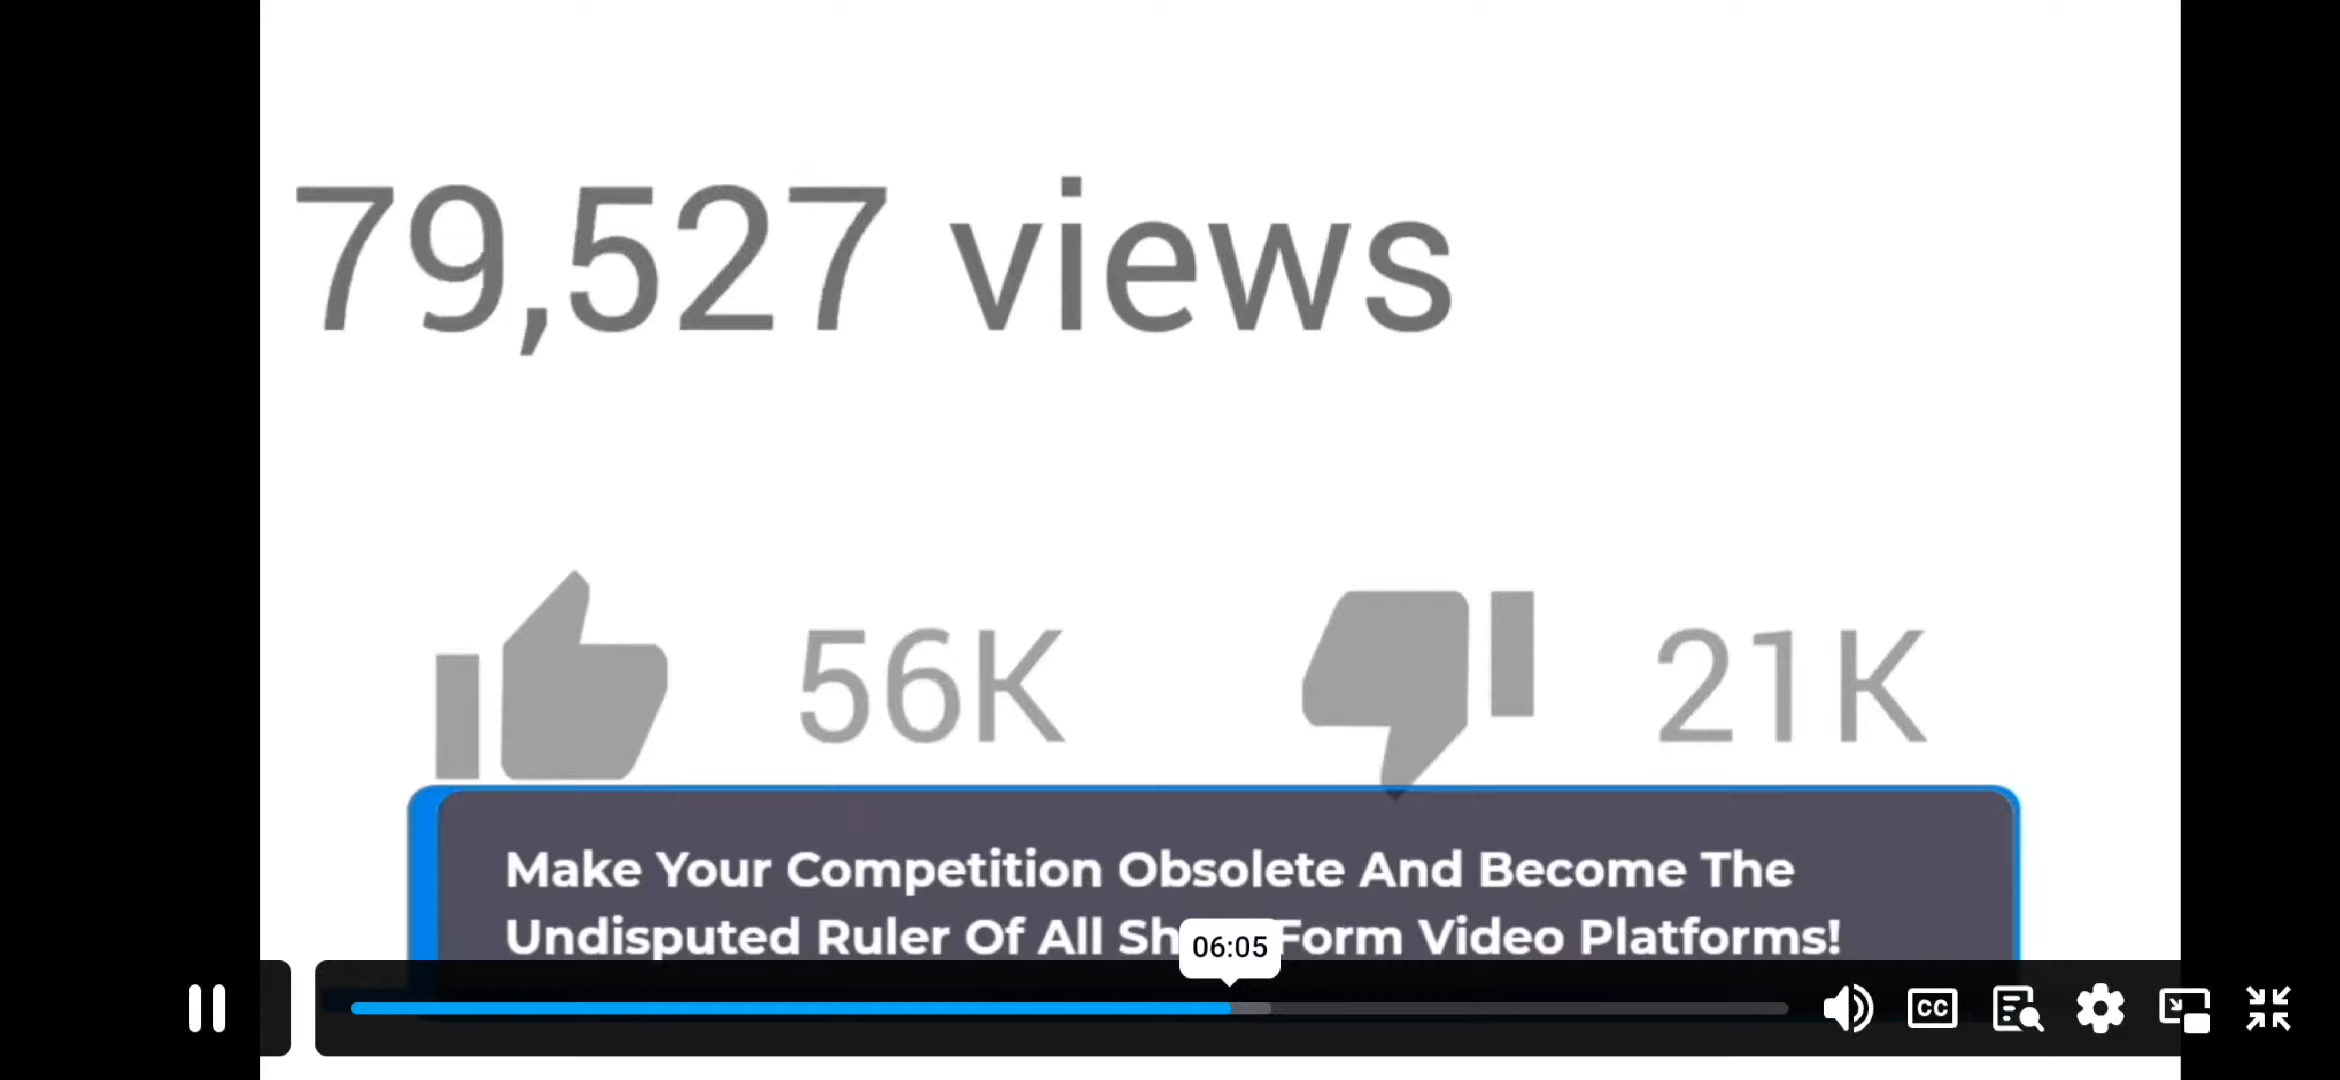 79,527 views
56K
21K
Make Your Competition Obsolete And Become The
Undisputed Ruler Of All Form Video Platforms!
06:05
CC